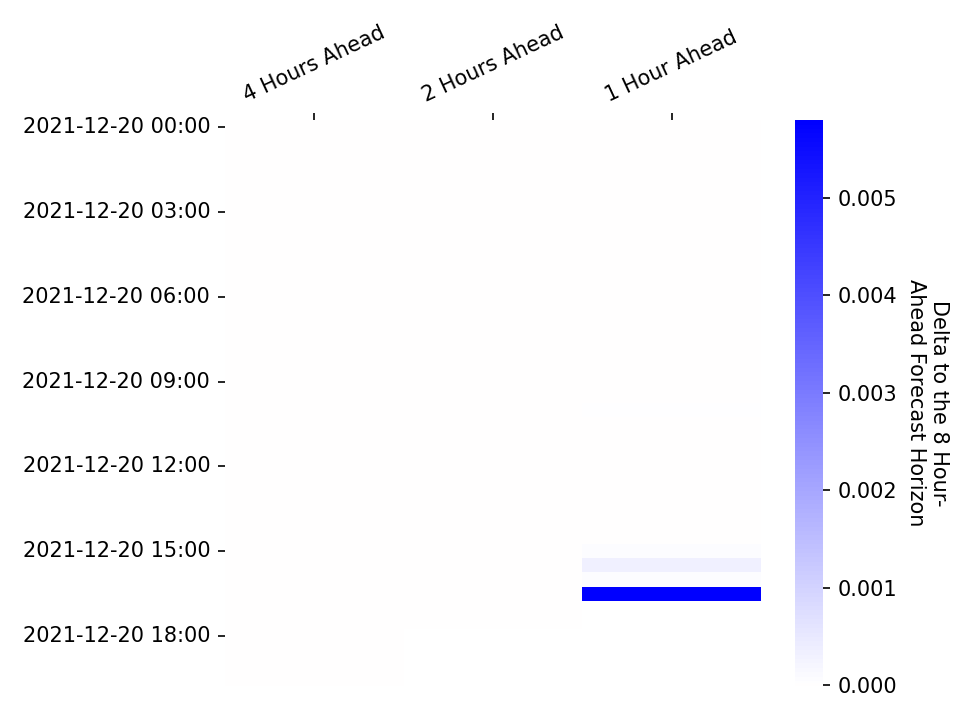 4 Hours Ahead
2 Hours Ahead
1 Hour Ahead
2021-12-20 00:00
2021-12-20 03:00
2021-12-20 06:00
2021-12-20 09:00
2021-12-20 12:00
2021-12-20 15:00
2021-12-20 18:00
0.005
0.004
0.003
0.002
0.001
0.000
Delta to the 8 Hour-
Ahead Forecast Horizon